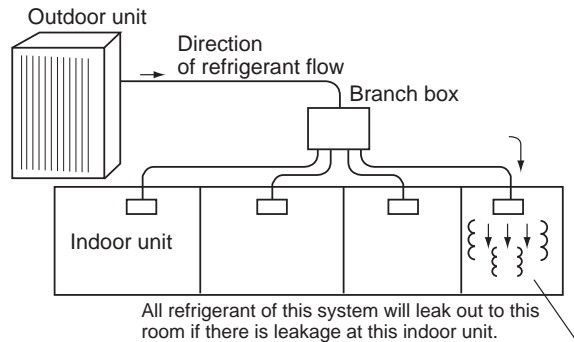 Outdoor unit
Direction
of refrigerant flow
Branch box
Indoor unit
All refrigerant of this system will leak out to this
room if there is leakage at this indoor unit.